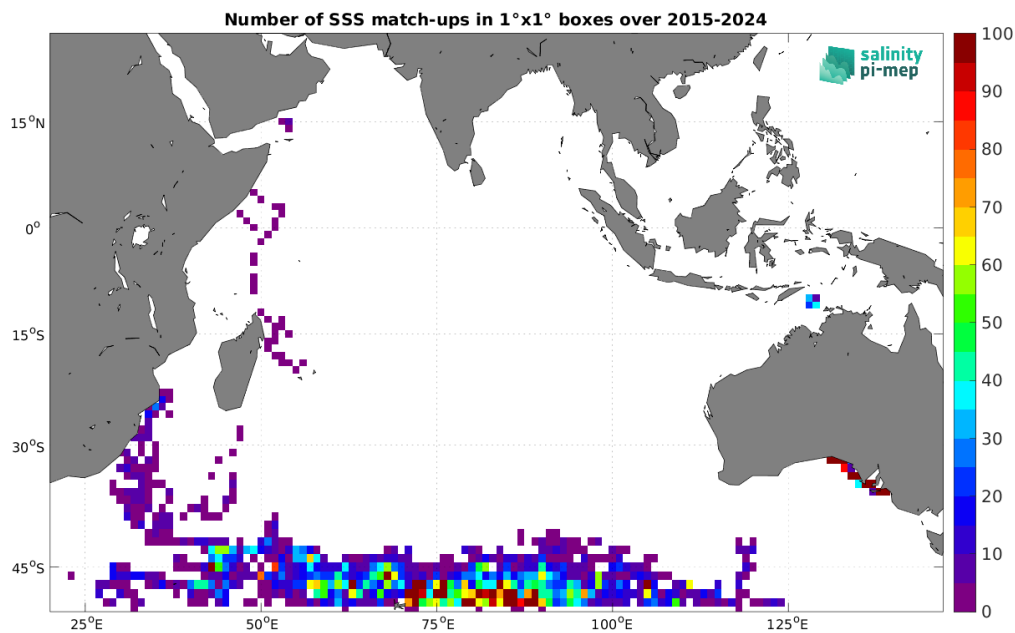 Number of SSS match-ups in 1°x1° boxes over 2015-2024
salinity
pi-mep
100
90
80
70
60
50
40
30
20
10
0
15°N
0°
15°S
30°S
45°S
25°E
50°E
75°E
100°E
125°E